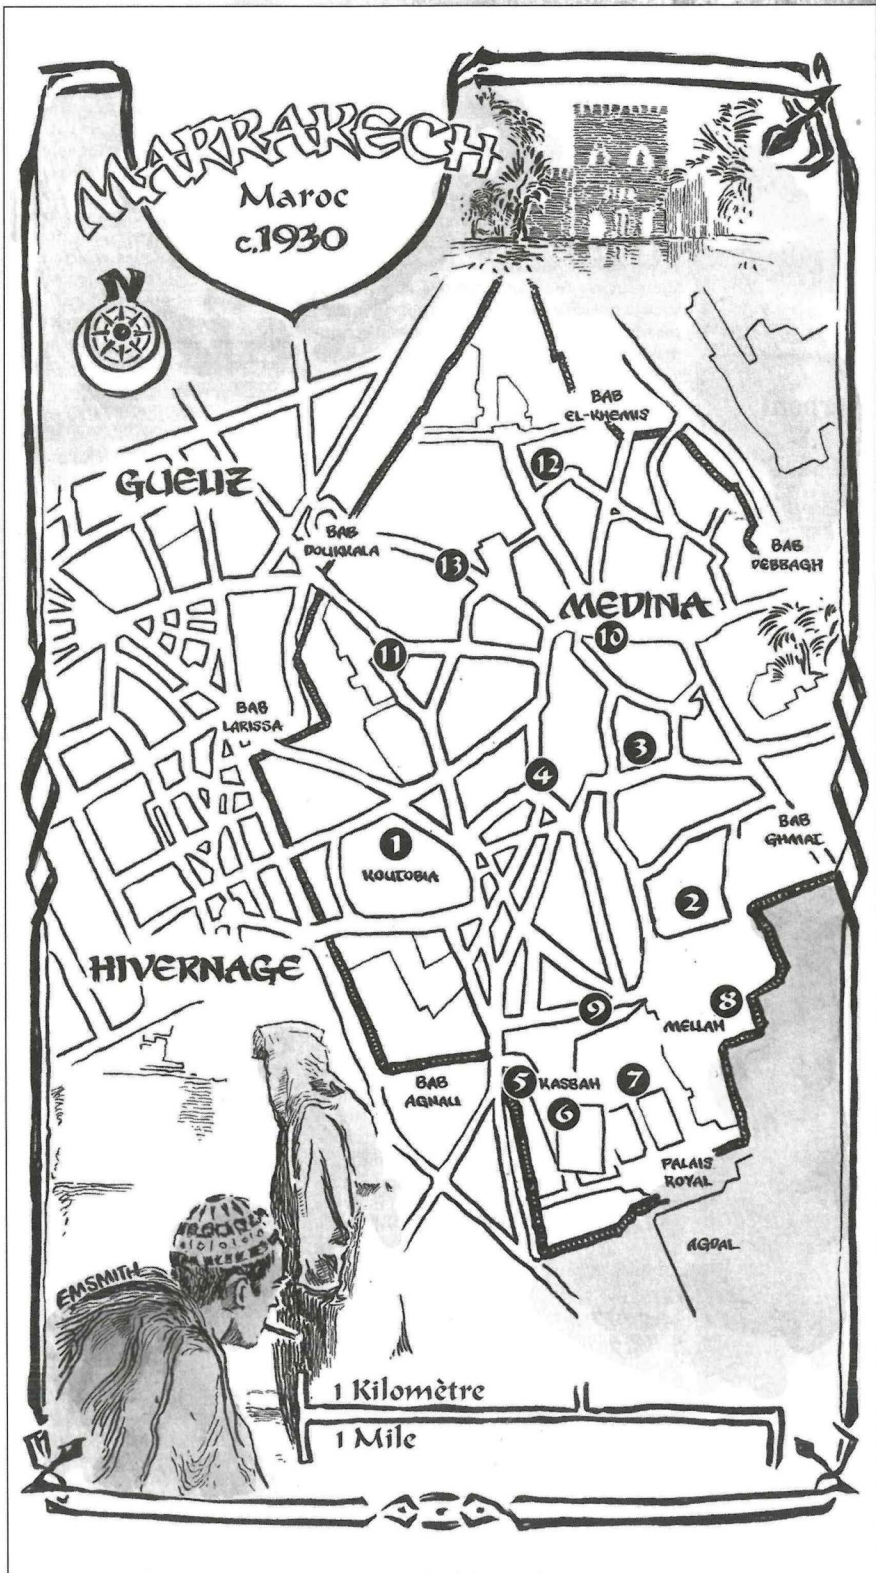 MARRAKECH
Maroc
c.1930
N
BAB
EL-KHEMIS
GUELIZ
12
BAB
DOUKKALA
BAB
DEBBAGH
13
MEDINA
10
11
BAB
LARISSA
3
4
BAB
GHMAT
1
KOUTOBIA
2
HIVERNAGE
8
9
MELLAH
5
KASBAH
7
BAB
AGNAU
6
PALAIS
ROYAL
AGDAL
EMSMITH
1 Kilomètre
1 Mile